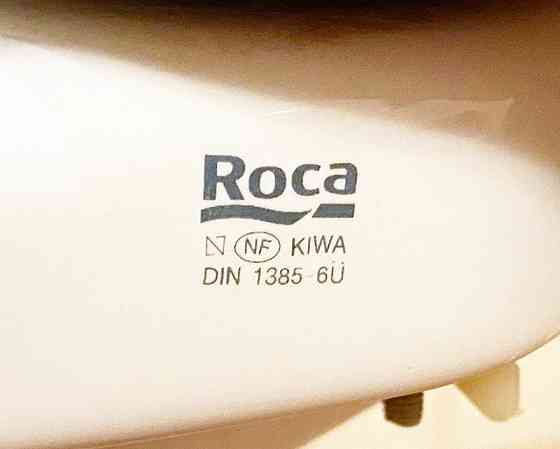 Roca
NF KIWA
DIN 1385-6Ü